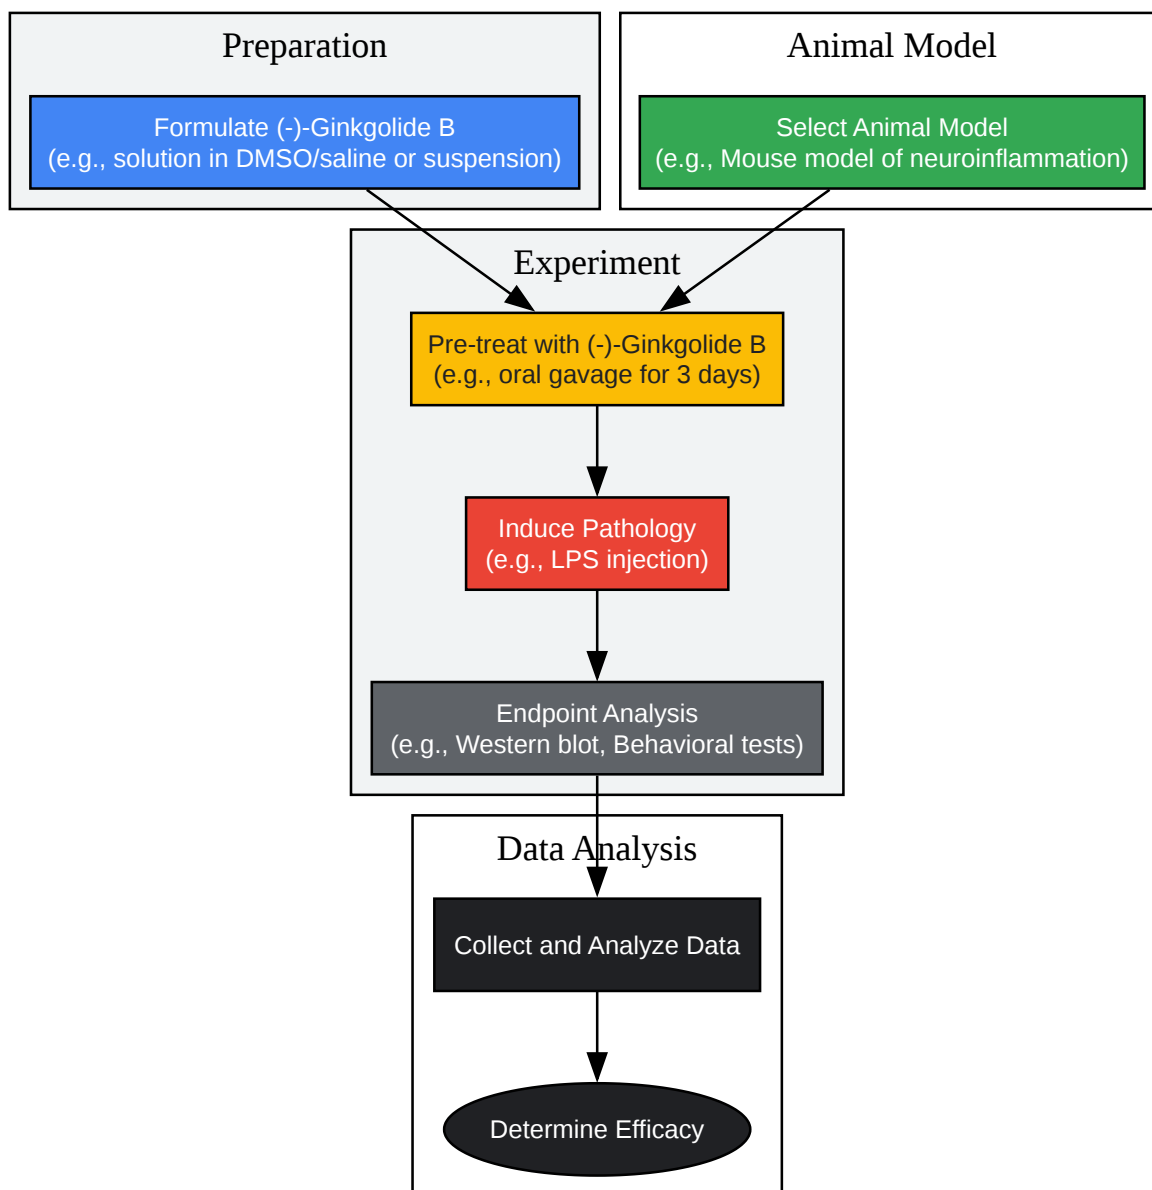 Preparation
Formulate (-)-Ginkgolide B
(e.g., solution in DMSO/saline or suspension)
Animal Model
Select Animal Model
(e.g., Mouse model of neuroinflammation)
Experiment
Pre-treat with (-)-Ginkgolide B
(e.g., oral gavage for 3 days)
Induce Pathology
(e.g., LPS injection)
Endpoint Analysis
(e.g., Western blot, Behavioral tests)
Data Analysis
Collect and Analyze Data
Determine Efficacy